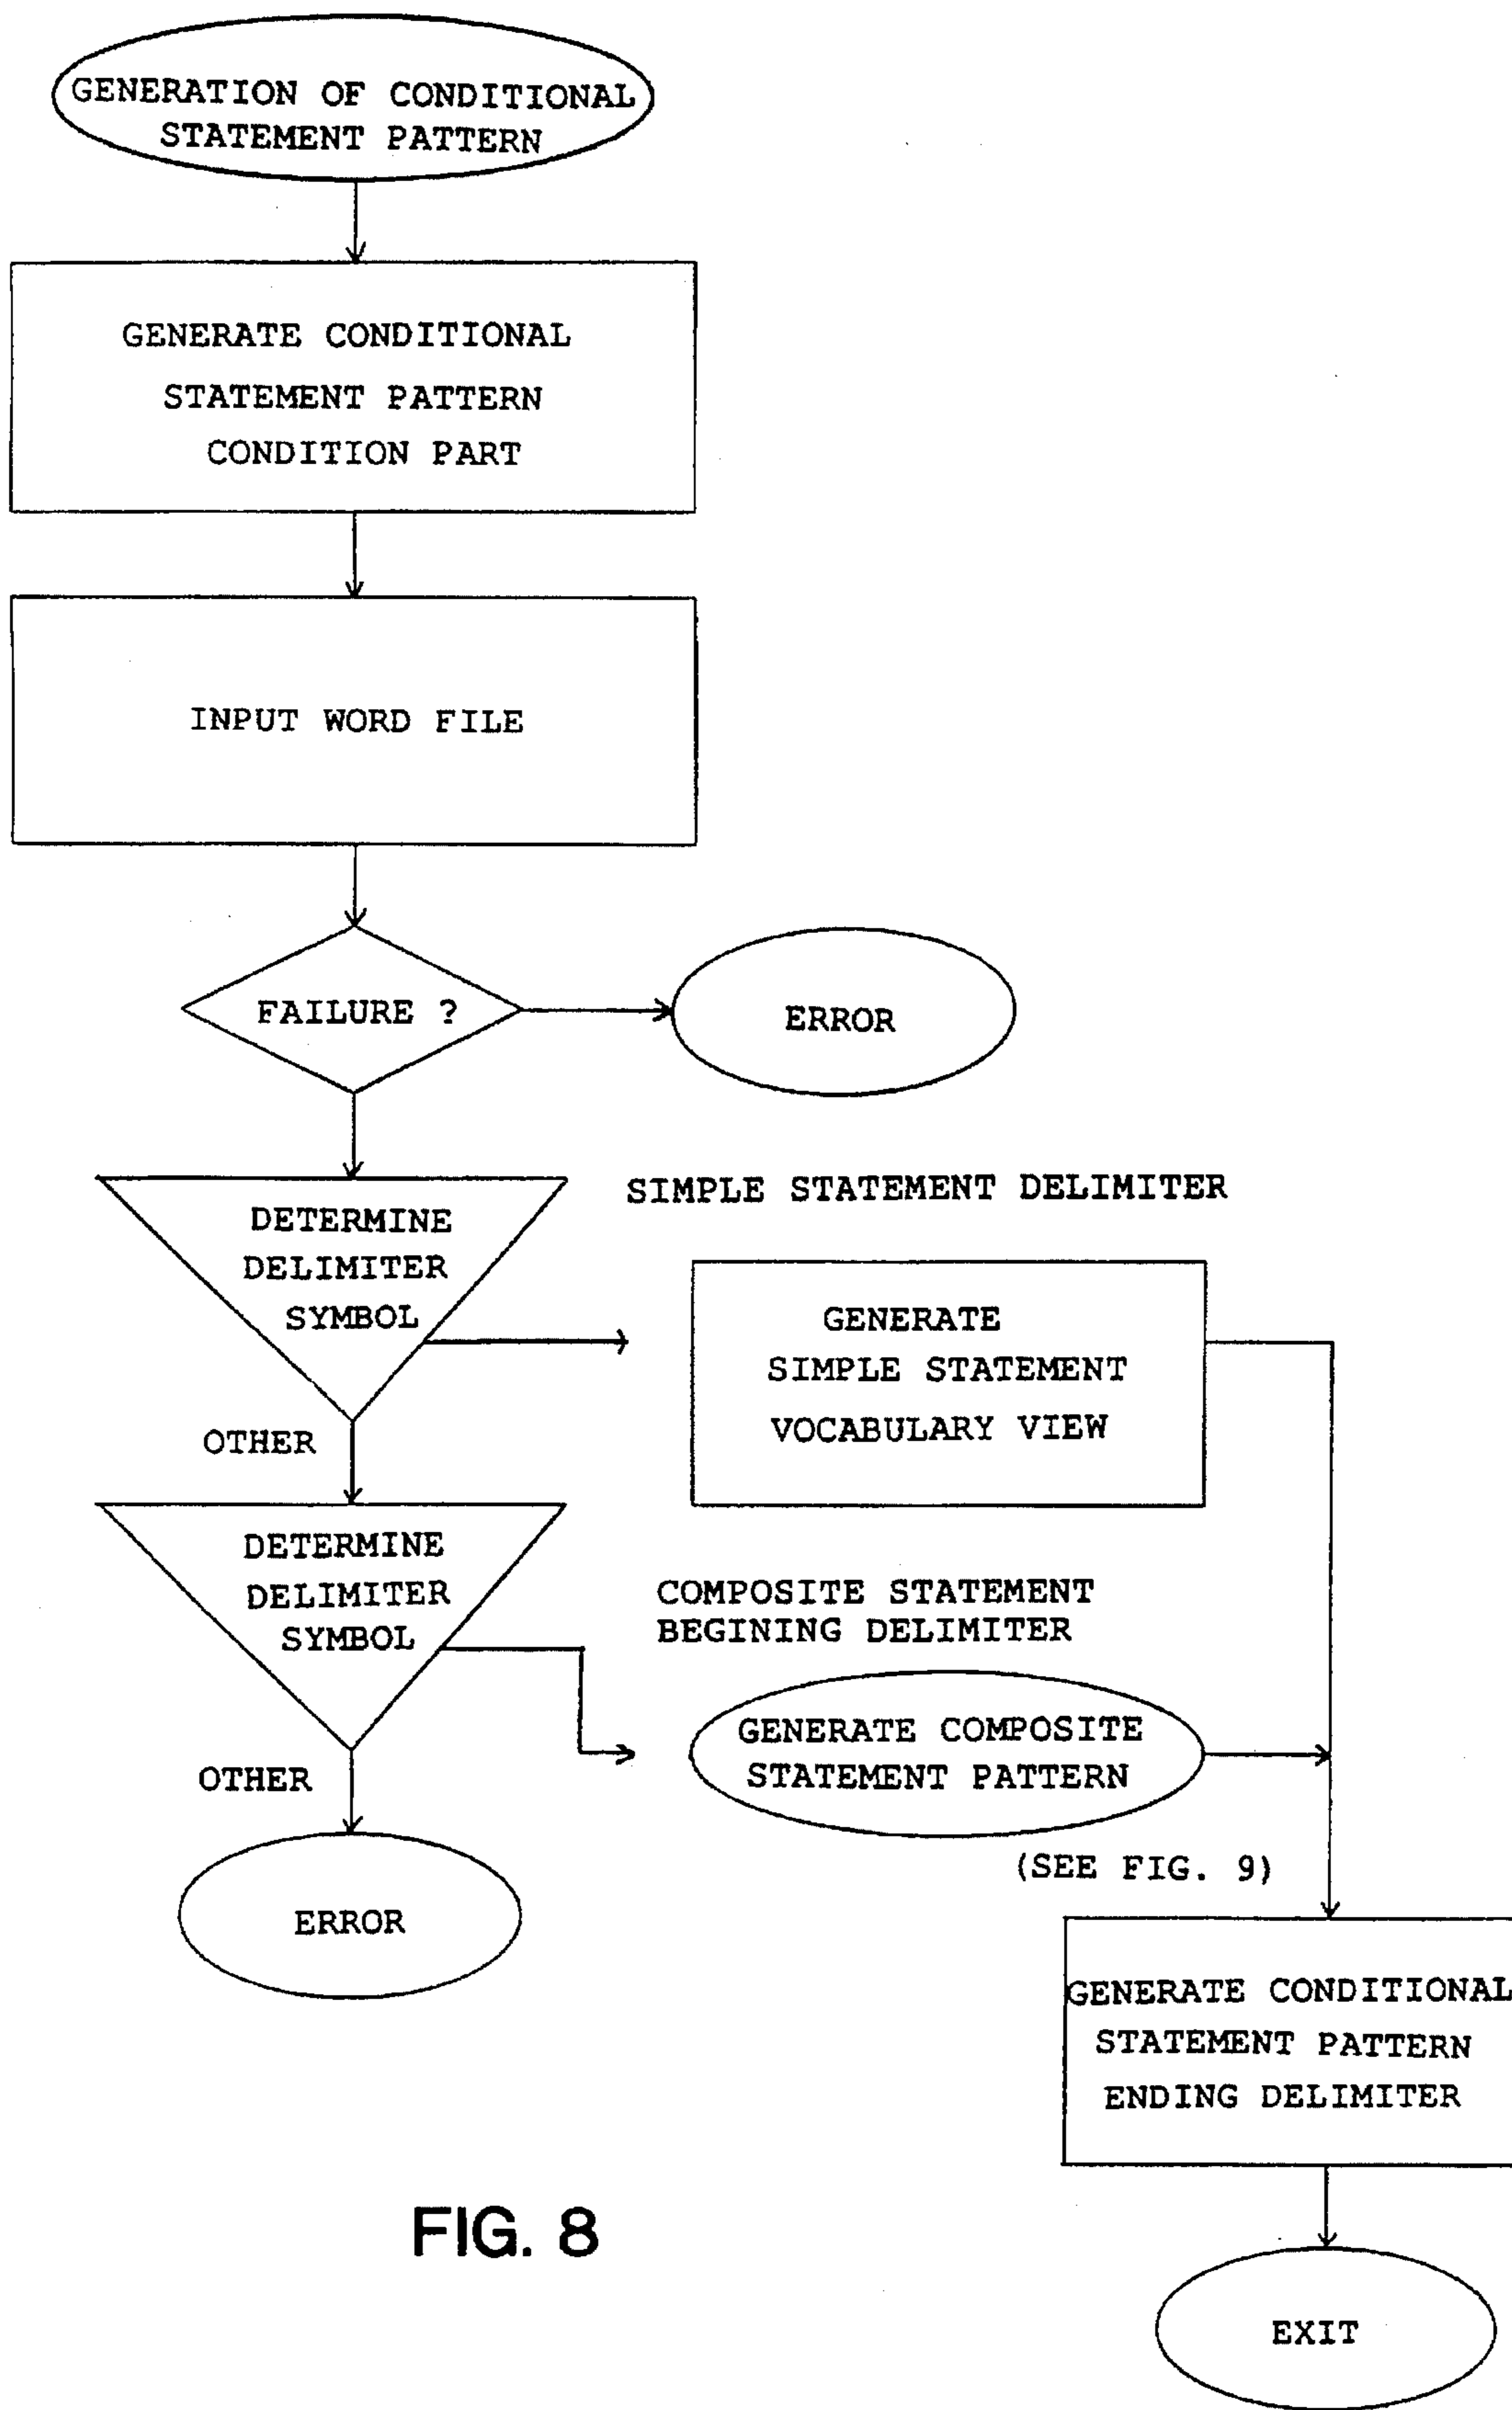 GENERATION OF CONDITIONAL
STATEMENT PATTERN
GENERATE CONDITIONAL
STATEMENT PATTERN
CONDITION PART
INPUT WORD FILE
FAILURE ?
ERROR
DETERMINE
DELIMITER
SYMBOL
SIMPLE STATEMENT DELIMITER
GENERATE
SIMPLE STATEMENT
VOCABULARY VIEW
OTHER
DETERMINE
DELIMITER
SYMBOL
COMPOSITE STATEMENT
BEGINING DELIMITER
GENERATE COMPOSITE
STATEMENT PATTERN
(SEE FIG. 9)
OTHER
ERROR
GENERATE CONDITIONAL
STATEMENT PATTERN
ENDING DELIMITER
EXIT
FIG. 8